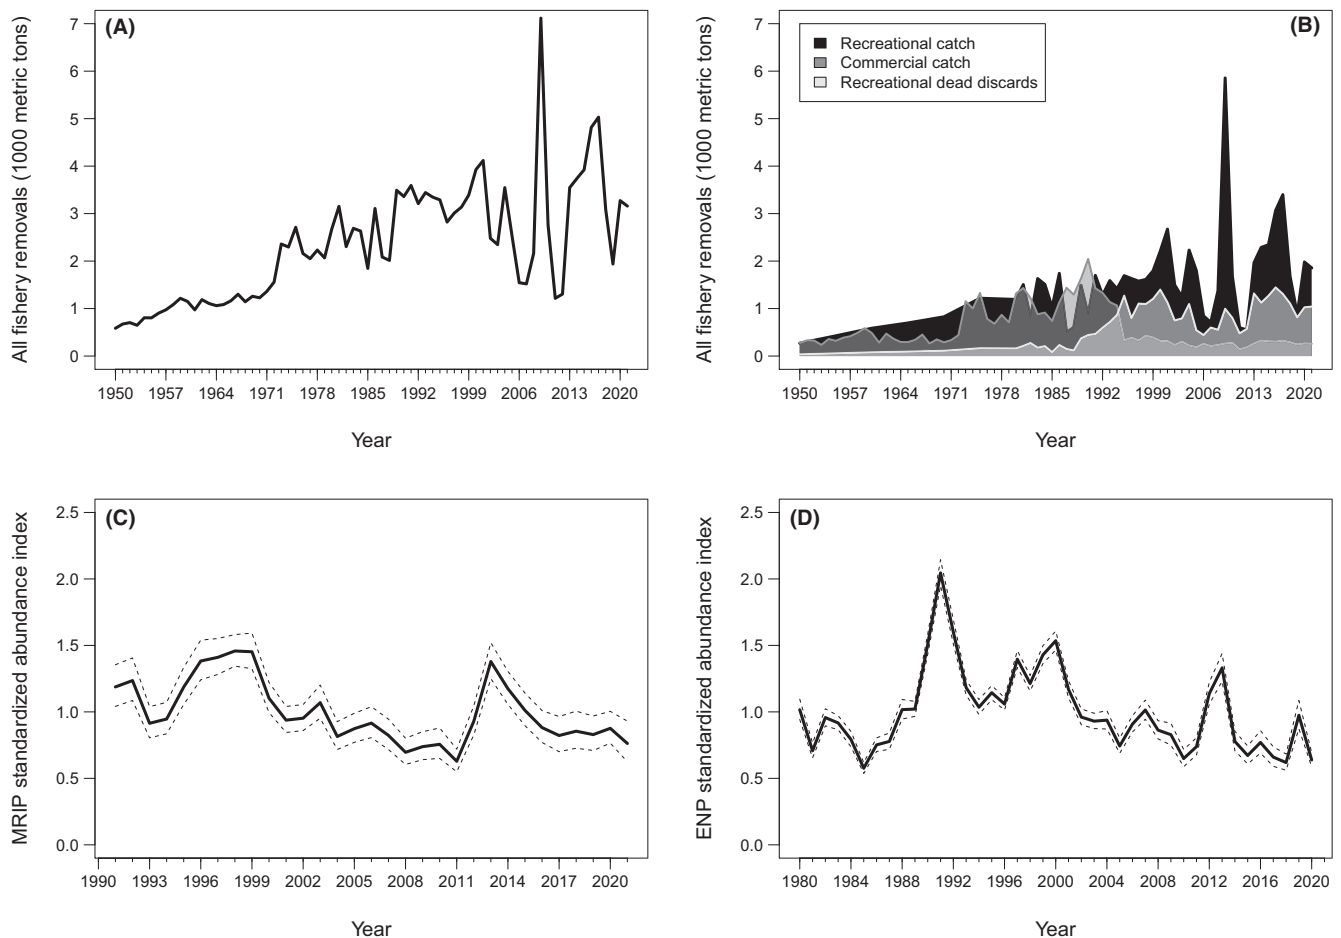 (A)
All fishery removals (1000 metric tons)
7
6
5
4
3
2
1
0
1950 1957 1964 1971 1978 1985 1992 1999 2006 2013 2020
Year
(B)
All fishery removals (1000 metric tons)
Recreational catch
Commercial catch
Recreational dead discards
7
6
5
4
3
2
1
0
1950 1957 1964 1971 1978 1985 1992 1999 2006 2013 2020
Year
(C)
MRIP standardized abundance index
2.5
2.0
1.5
1.0
0.5
0.0
1990 1993 1996 1999 2002 2005 2008 2011 2014 2017 2020
Year
(D)
ENP standardized abundance index
2.5
2.0
1.5
1.0
0.5
0.0
1980 1984 1988 1992 1996 2000 2004 2008 2012 2016 2020
Year